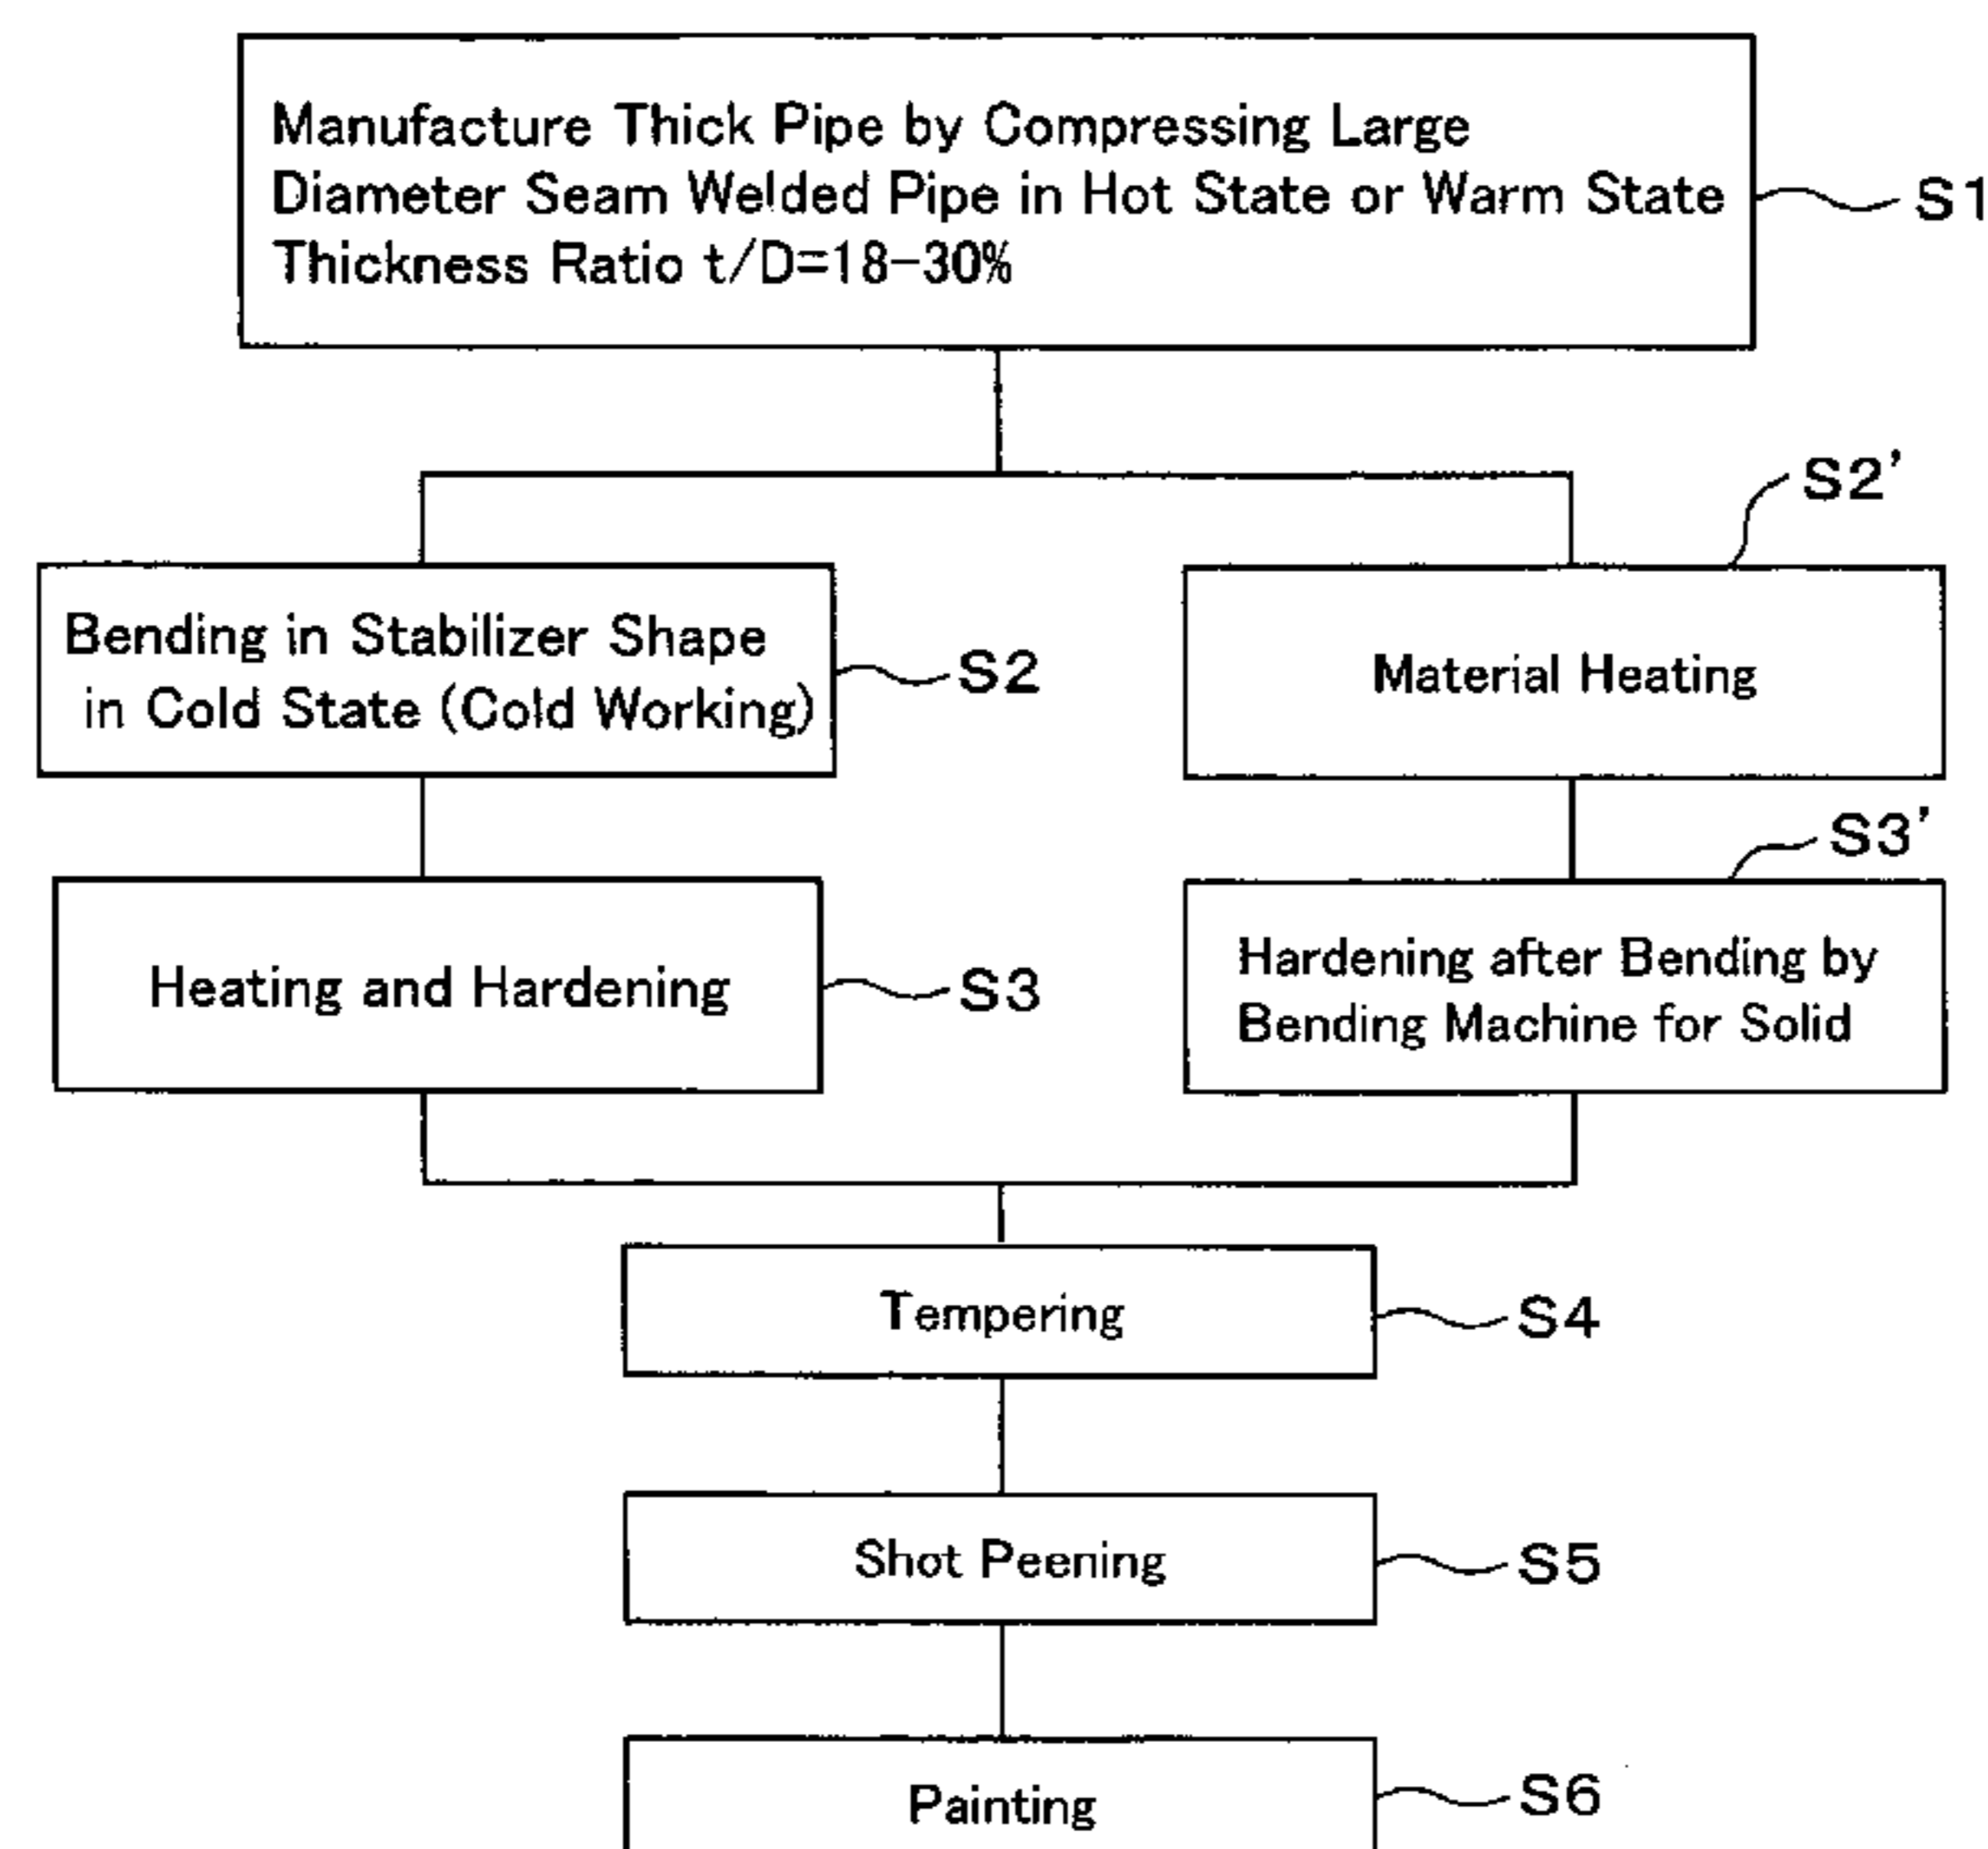 Manufacture Thick Pipe by Compressing Large
Diameter Seam Welded Pipe in Hot State or Warm State
Thickness Ratio t/D=18-30%
S1
S2'
Bending in Stabilizer Shape
in Cold State (Cold Working)
S2
Material Heating
S3'
Heating and Hardening
S3
Hardening after Bending by
Bending Machine for Solid
Tempering
S4
Shot Peening
S5
Painting
S6